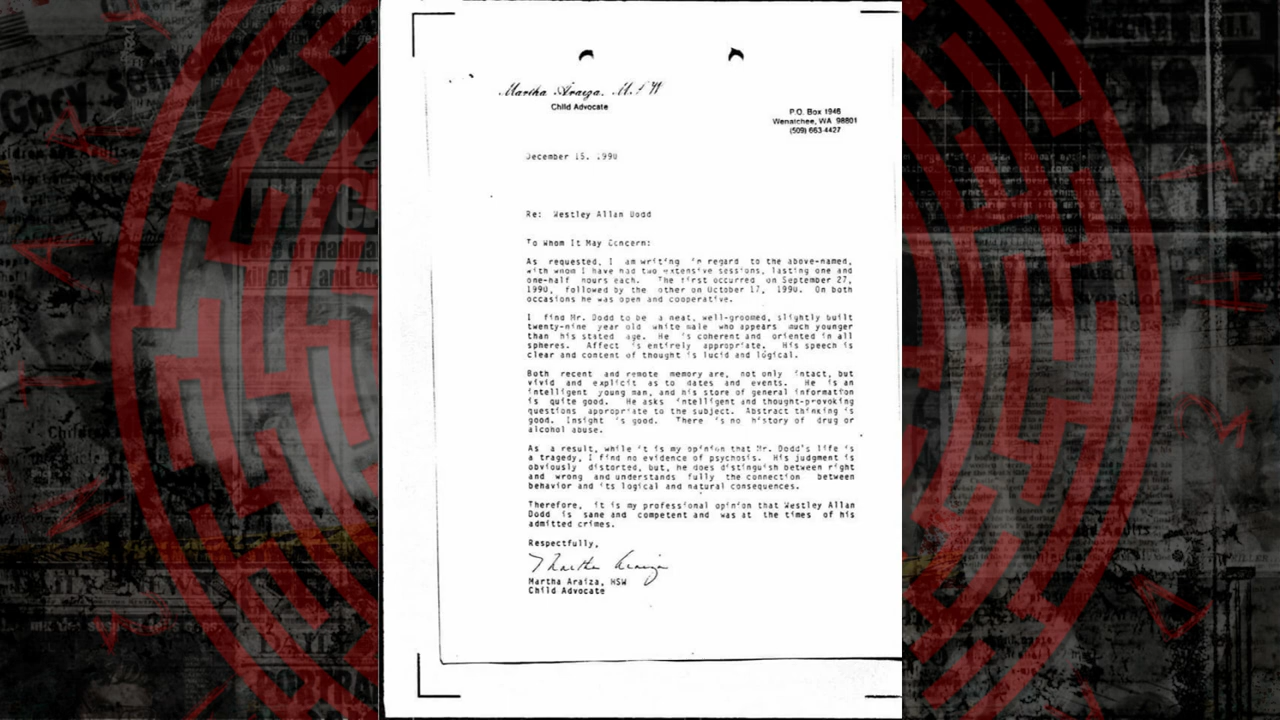 Martha Araiza, M.S.W
Child Advocate
P.O. Box 1946
Wenatchee, WA 98801
(509) 663-4427
December 15, 1990
Re: Westley Allan Dodd
To Whom It May Concern:
As requested, I am writing in regard to the above-named,
with whom I have had two extensive sessions, lasting one and
one-half hours each. The first occurred on September 27,
1990, followed by the other on October 17, 1990. On both
occasions he was open and cooperative.
I find Mr. Dodd to be a neat, well-groomed, slightly built
twenty-nine year old white male who appears much younger
than his stated age. He is coherent and oriented in all
spheres. Affect is entirely appropriate. His speech is
clear and content of thought is lucid and logical.
Both recent and remote memory are, not only intact, but
vivid and explicit as to dates and events. He is an
intelligent young man, and his store of general information
is quite good. He asks intelligent and thought-provoking
questions appropriate to the subject. Abstract thinking is
good. Insight is good. There is no history of drug or
alcohol abuse.
As a result, while it is my opinion that Mr. Dodd's life is
a tragedy, I find no evidence of psychosis. His judgment is
obviously distorted, but, he does distinguish between right
and wrong and understands fully the connection between
behavior and its logical and natural consequences.
Therefore, it is my professional opinion that Westley Allan
Dodd is sane and competent and was at the times of his
admitted crimes.
Respectfully,
Martha Araiza
Martha Araiza, MSW
Child Advocate